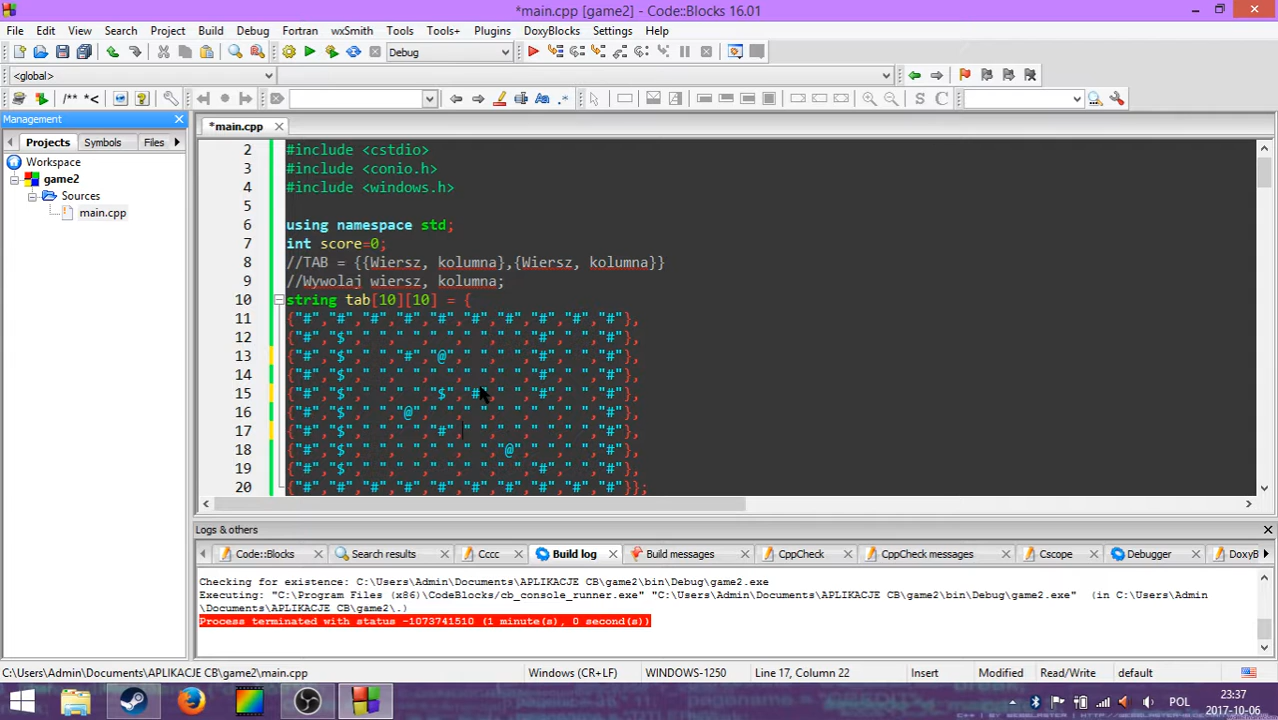 *main.cpp [game2] - Code::Blocks 16.01
File Edit View Search Project Build Debug Fortran wxSmith Tools Tools+ Plugins DoxyBlocks Settings Help
Debug
<global>
/** *<
Management
Projects Symbols Files
*main.cpp
Workspace
game2
Sources
main.cpp
2 #include <cstdio>
3 #include <conio.h>
4 #include <windows.h>
5
6 using namespace std;
7 int score=0;
8 //TAB = {{Wiersz, kolumna},{Wiersz, kolumna}}
9 //Wywolaj wiersz, kolumna;
10 string tab[10][10] = {
11 {"#","#","#","#","#","#","#","#","#","#"},
12 {"#","$"," "," "," "," "," ","#"," ","#"},
13 {"#","$"," ","#","@"," "," ","#"," ","#"},
14 {"#","$"," "," "," "," "," ","#"," ","#"},
15 {"#","$"," "," ","$","#"," ","#"," ","#"},
16 {"#","$"," ","@"," "," "," "," "," ","#"},
17 {"#","$"," "," ","#"," "," "," "," ","#"},
18 {"#","$"," "," "," "," ","@"," "," ","#"},
19 {"#","$"," "," "," "," "," ","#"," ","#"},
20 {"#","#","#","#","#","#","#","#","#","#"}};
Logs & others
Code::Blocks Search results Cccc Build log Build messages CppCheck CppCheck messages Cscope Debugger DoxyB
Checking for existence: C:\Users\Admin\Documents\APLIKACJE CB\game2\bin\Debug\game2.exe
Executing: "C:\Program Files (x86)\CodeBlocks/cb_console_runner.exe" "C:\Users\Admin\Documents\APLIKACJE CB\game2\bin\Debug\game2.exe" (in C:\Users\Admin
\Documents\APLIKACJE CB\game2\.)
Process terminated with status -1073741510 (1 minute(s), 0 second(s))
C:\Users\Admin\Documents\APLIKACJE CB\game2\main.cpp Windows (CR+LF) WINDOWS-1250 Line 17, Column 22 Insert Modified Read/Write default
POL
23:37
2017-10-06